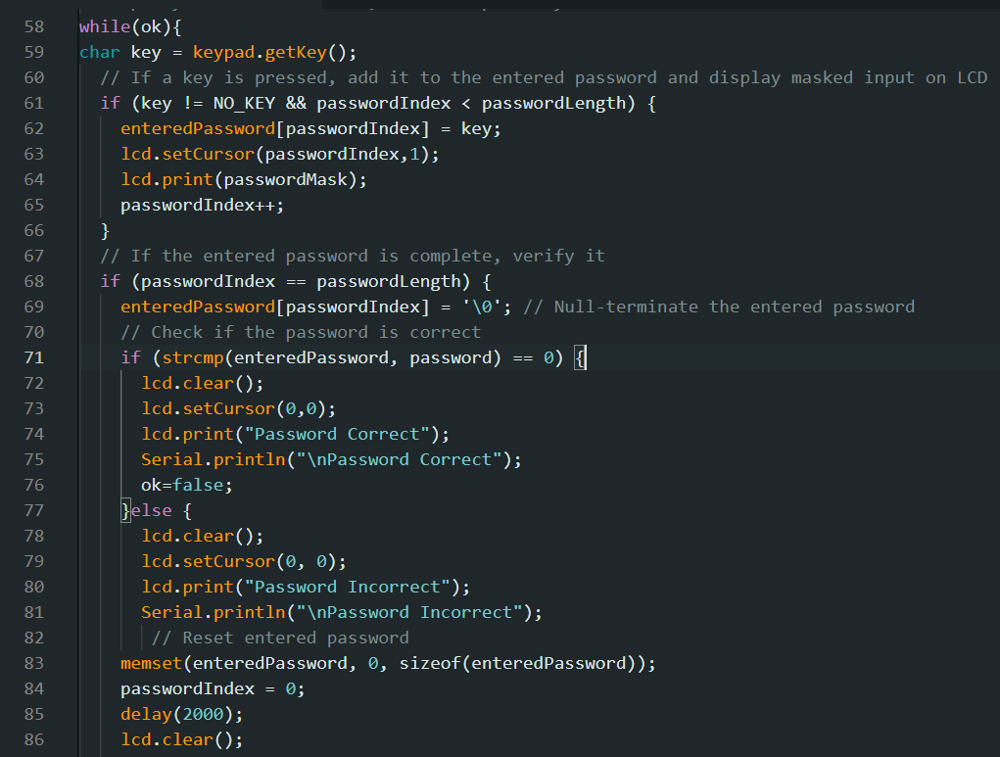 58 while(ok){
59 char key = keypad.getKey();
60 // If a key is pressed, add it to the entered password and display masked input on LCD
61 if (key != NO_KEY && passwordIndex < passwordLength) {
62 enteredPassword[passwordIndex] = key;
63 lcd.setCursor(passwordIndex,1);
64 lcd.print(passwordMask);
65 passwordIndex++;
66 }
67 // If the entered password is complete, verify it
68 if (passwordIndex == passwordLength) {
69 enteredPassword[passwordIndex] = '\0'; // Null-terminate the entered password
70 // Check if the password is correct
71 if (strcmp(enteredPassword, password) == 0) {
72 lcd.clear();
73 lcd.setCursor(0,0);
74 lcd.print("Password Correct");
75 Serial.println("\nPassword Correct");
76 ok=false;
77 }else {
78 lcd.clear();
79 lcd.setCursor(0, 0);
80 lcd.print("Password Incorrect");
81 Serial.println("\nPassword Incorrect");
82 // Reset entered password
83 memset(enteredPassword, 0, sizeof(enteredPassword));
84 passwordIndex = 0;
85 delay(2000);
86 lcd.clear();